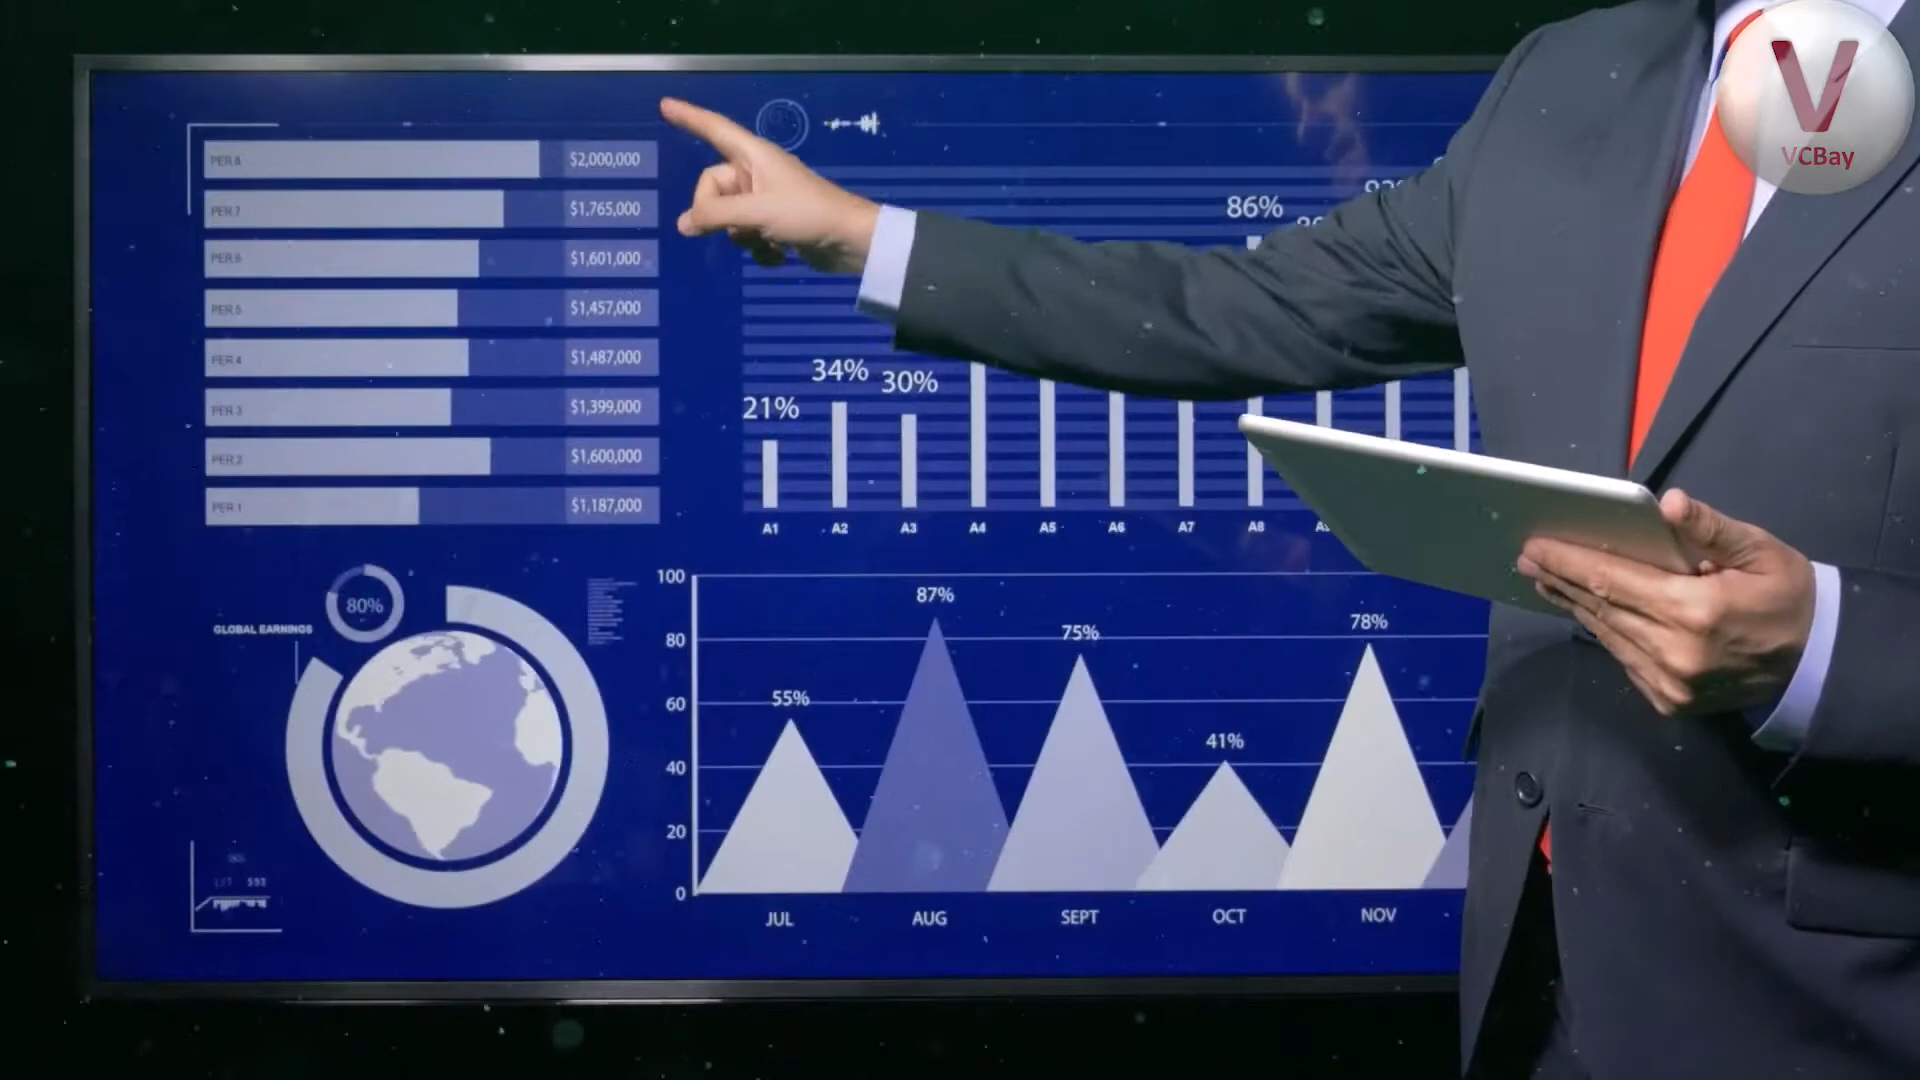 V
VCBay
PER.8 $2,000,000
PER.7 $1,765,000
PER.6 $1,601,000
PER.5 $1,457,000
PER.4 $1,487,000
PER.3 $1,399,000
PER.2 $1,600,000
PER.1 $1,187,000
86%
34%
30%
21%
A1 A2 A3 A4 A5 A6 A7 A8
80%
GLOBAL EARNINGS
100
80
60
40
20
0
87%
75%
78%
55%
41%
JUL AUG SEPT OCT NOV